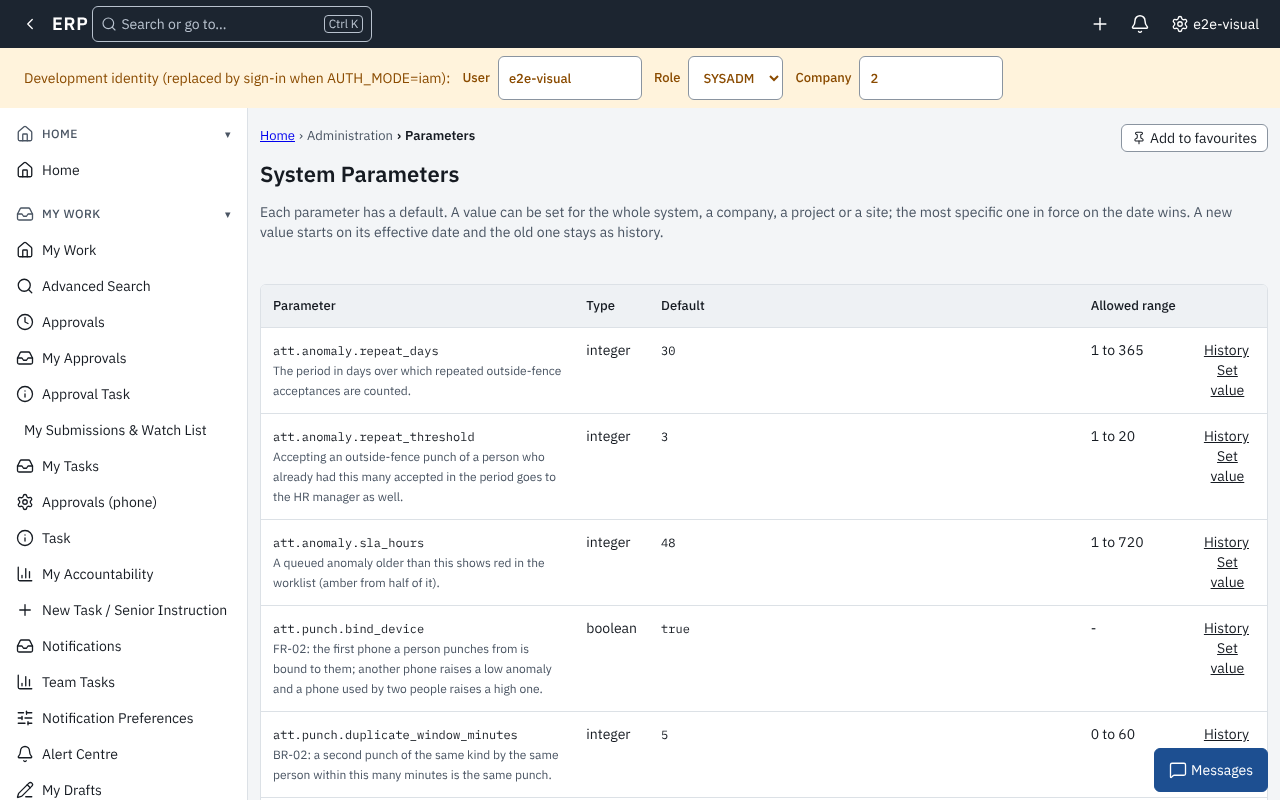 ERP
Search or go to…
Ctrl K
e2e-visual
Development identity (replaced by sign-in when AUTH_MODE=iam):
User
e2e-visual
Role
SYSADM
Company
2
HOME
Home
MY WORK
My Work
Advanced Search
Approvals
My Approvals
Approval Task
My Submissions & Watch List
My Tasks
Approvals (phone)
Task
My Accountability
New Task / Senior Instruction
Notifications
Team Tasks
Notification Preferences
Alert Centre
My Drafts
Home › Administration › Parameters
Add to favourites
System Parameters
Each parameter has a default. A value can be set for the whole system, a company, a project or a site; the most specific one in force on the date wins. A new
value starts on its effective date and the old one stays as history.
Parameter Type Default Allowed range
att.anomaly.repeat_days integer 30 1 to 365 History
The period in days over which repeated outside-fence Set
acceptances are counted. value
att.anomaly.repeat_threshold integer 3 1 to 20 History
Accepting an outside-fence punch of a person who Set
already had this many accepted in the period goes to value
the HR manager as well.
att.anomaly.sla_hours integer 48 1 to 720 History
A queued anomaly older than this shows red in the Set
worklist (amber from half of it). value
att.punch.bind_device boolean true - History
FR-02: the first phone a person punches from is Set
bound to them; another phone raises a low anomaly value
and a phone used by two people raises a high one.
att.punch.duplicate_window_minutes integer 5 0 to 60 History
BR-02: a second punch of the same kind by the same
person within this many minutes is the same punch.
Messages